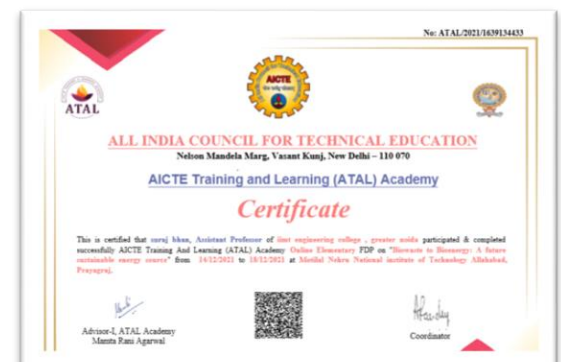 No: ATAL/2021/1639134433
ATAL
AICTE
ALL INDIA COUNCIL FOR TECHNICAL EDUCATION
Nelson Mandela Marg, Vasant Kunj, New Delhi – 110 070
AICTE Training and Learning (ATAL) Academy
Certificate
This is certified that suraj bhan, Assistant Professor of iimt engineering college , greater noida participated & completed
successfully AICTE Training And Learning (ATAL) Academy Online Elementary FDP on "Biowaste to Bioenergy: A future
sustainable energy source" from 14/12/2021 to 18/12/2021 at Motilal Nehru National institute of Technology Allahabad,
Prayagraj.
Advisor-I, ATAL Academy
Mamta Rani Agarwal
Coordinator